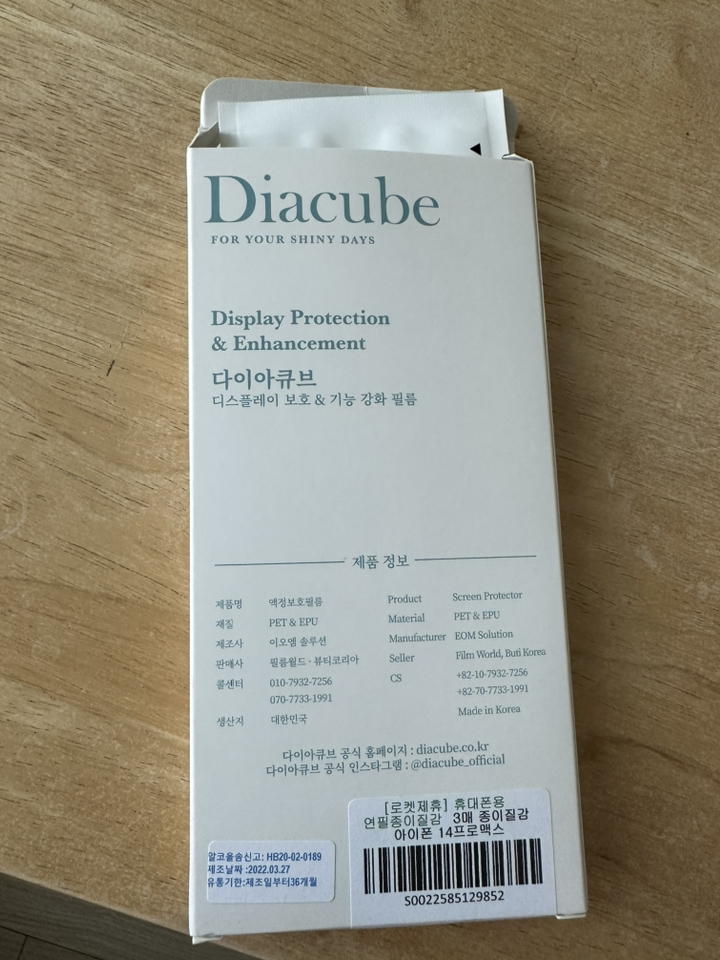 Diacube
FOR YOUR SHINY DAYS
Display Protection
& Enhancement
다이아큐브
디스플레이 보호 & 기능 강화 필름
제품 정보
제품명 액정보호필름 Product Screen Protector
재질 PET & EPU Material PET & EPU
제조사 이오엠 솔루션 Manufacturer EOM Solution
판매사 필름월드 · 뷰티코리아 Seller Film World, Buti Korea
콜센터 010-7932-7256 CS +82-10-7932-7256
070-7733-1991 +82-70-7733-1991
생산지 대한민국 Made in Korea
다이아큐브 공식 홈페이지 : diacube.co.kr
다이아큐브 공식 인스타그램 : @diacube_official
[로켓제휴] 휴대폰용
연필종이질감 3매 종이질감
아이폰 14프로맥스
S0022585129852
알코올솜신고: HB20-02-0189
제조날짜 :2022.03.27
유통기한:제조일부터36개월